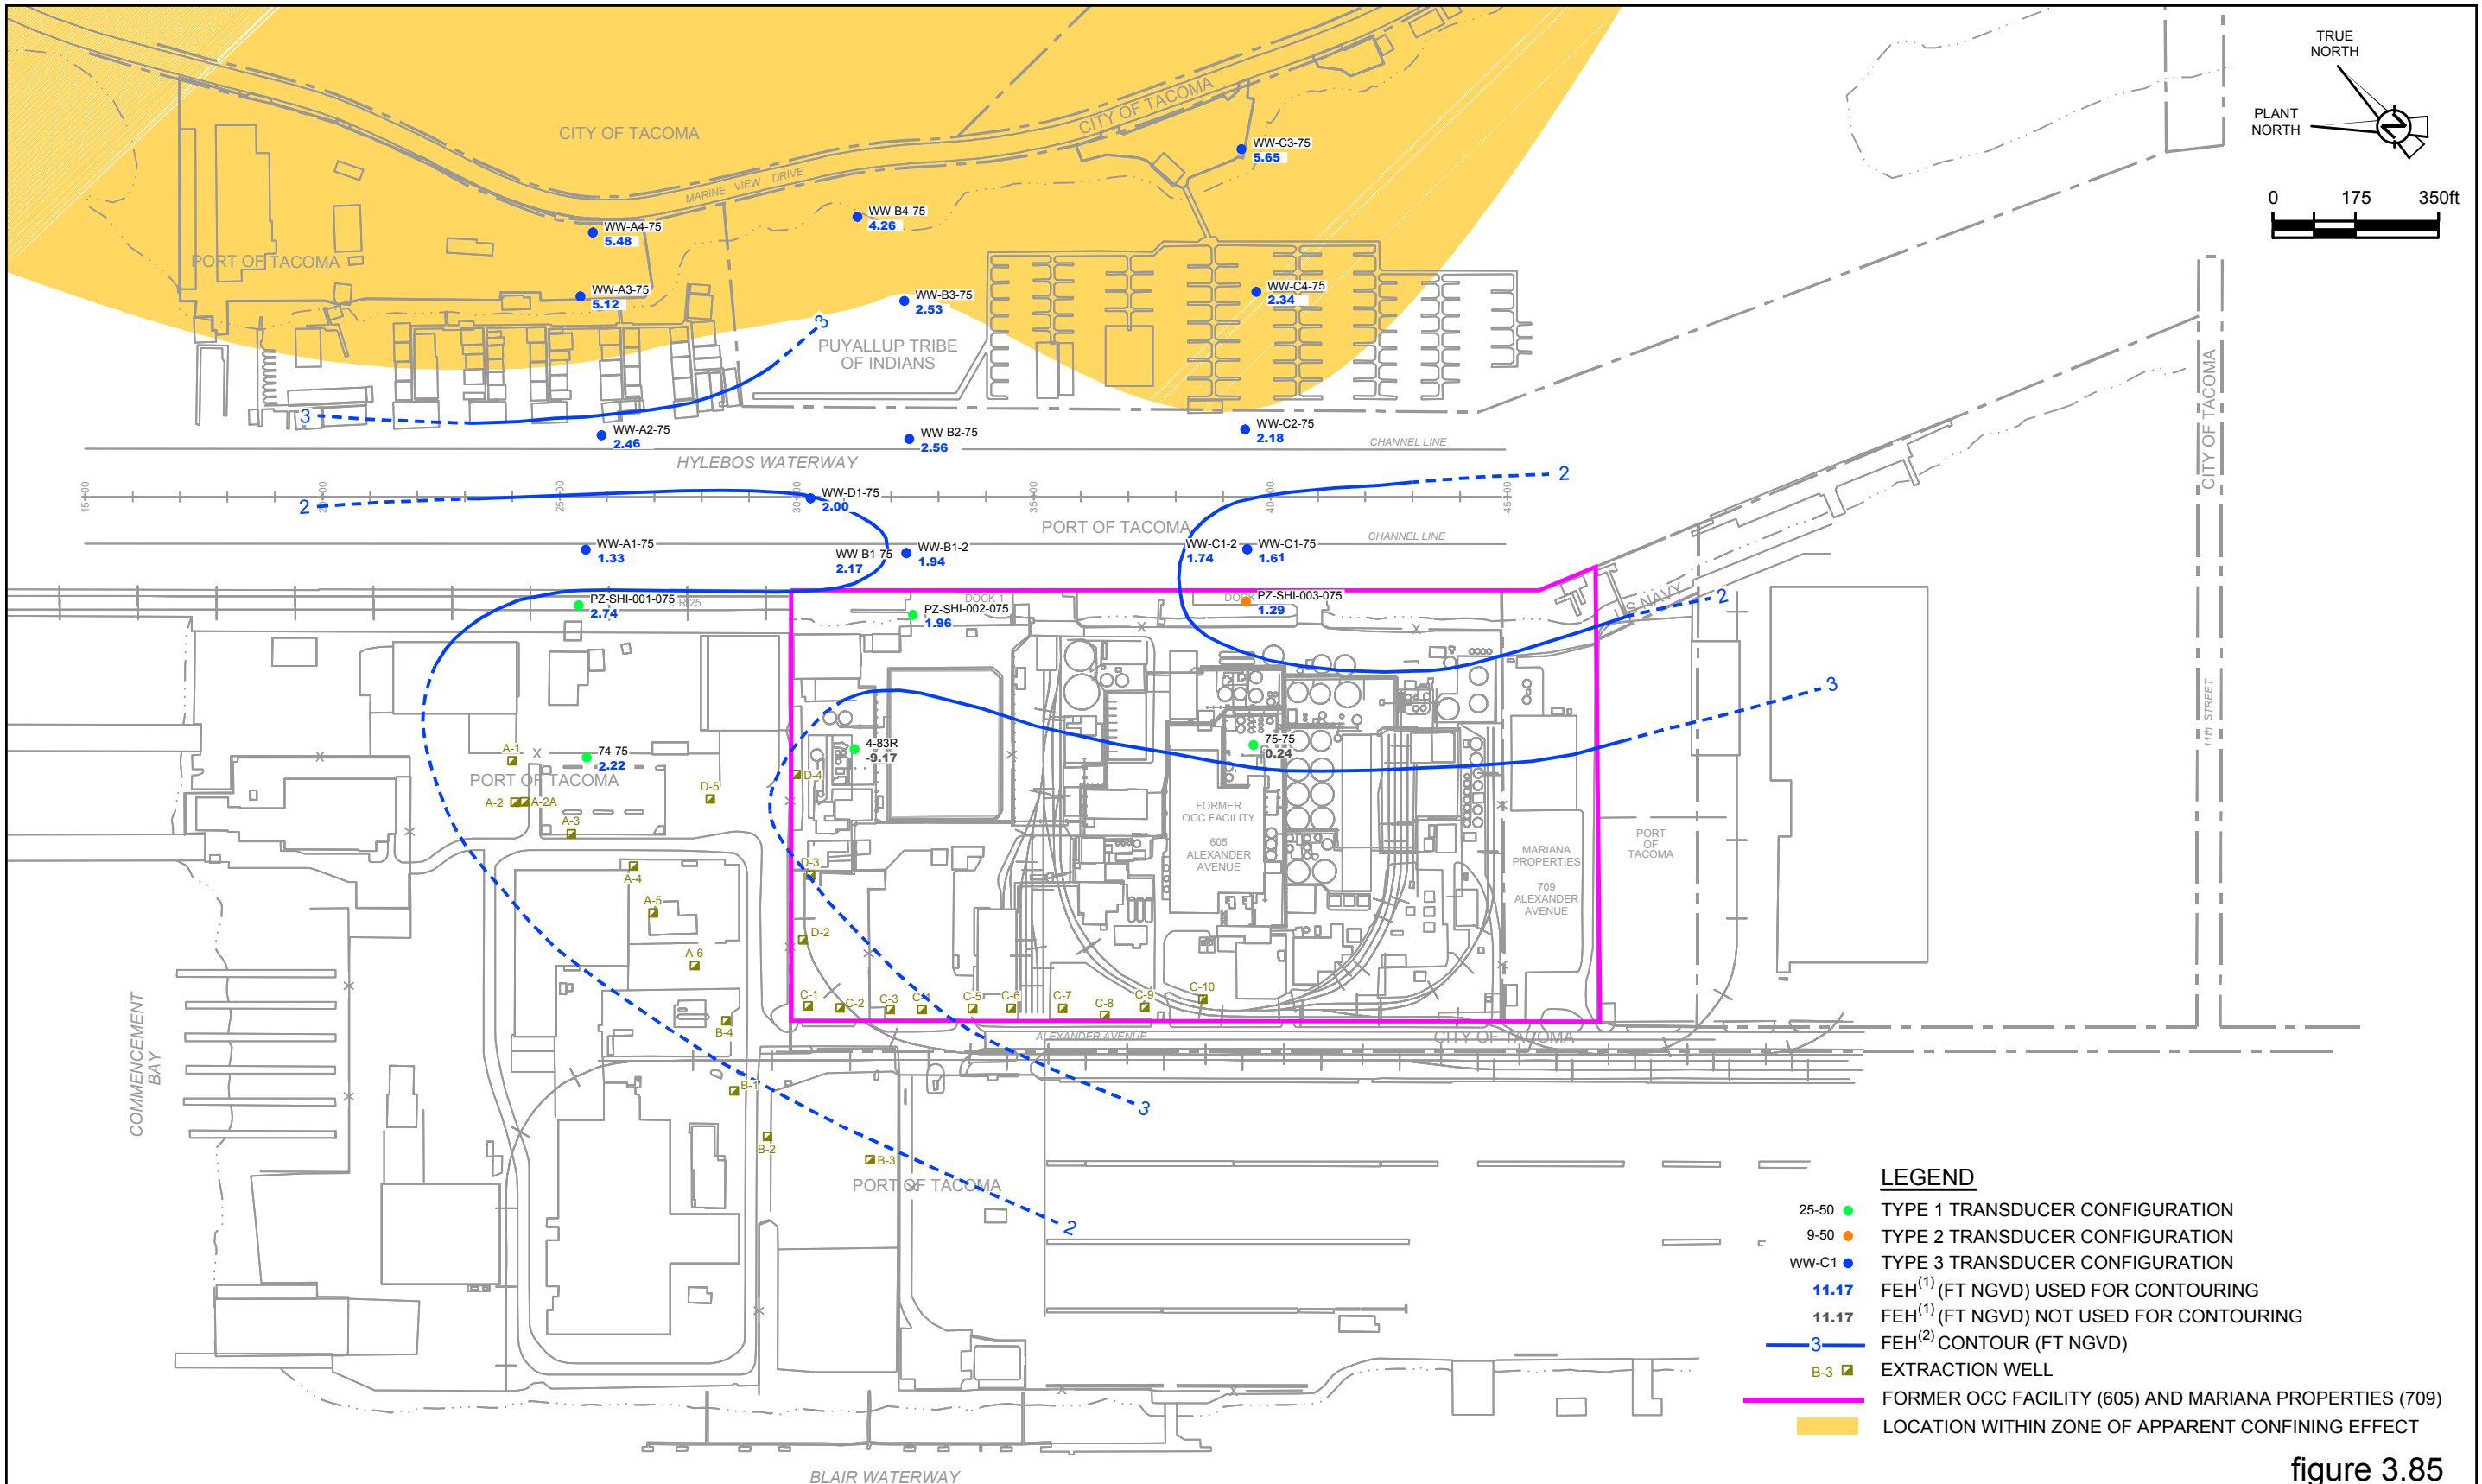 TRUE
NORTH
PLANT
NORTH
0 175 350ft
CITY OF TACOMA
CITY OF TACOMA
MARINE VIEW DRIVE
WW-C3-75
5.65
WW-B4-75
4.26
WW-A4-75
5.48
PORT OF TACOMA
WW-A3-75
5.12
WW-B3-75
2.53
WW-C4-75
2.34
3
PUYALLUP TRIBE
OF INDIANS
3
WW-A2-75
2.46
WW-B2-75
2.56
WW-C2-75
2.18
CHANNEL LINE
HYLEBOS WATERWAY
CITY OF TACOMA
2
15+00
25+00
30+00
35+00
40+00
45+00
2
WW-D1-75
2.00
PORT OF TACOMA
CHANNEL LINE
WW-A1-75
1.33
WW-B1-75
2.17
WW-B1-2
1.94
WW-C1-2
1.74
WW-C1-75
1.61
PZ-SHI-001-075
2.74
DOCK 1
PZ-SHI-002-075
1.96
PZ-SHI-003-075
1.29
US NAVY
2
3
11th STREET
A-1
74-75
2.22
PORT OF TACOMA
4-83R
-9.17
75-75
0.24
D-4
A-2
A-2A
D-5
A-3
FORMER
OCC FACILITY
605
ALEXANDER
AVENUE
MARIANA
PROPERTIES
709
ALEXANDER
AVENUE
PORT
OF
TACOMA
D-3
A-4
A-5
D-2
A-6
C-1
C-2
C-3
C-4
C-5
C-6
C-7
C-8
C-9
C-10
B-4
ALEXANDER AVENUE
CITY OF TACOMA
COMMENCEMENT
BAY
B-1
3
B-2
B-3
PORT OF TACOMA
2
BLAIR WATERWAY
LEGEND
25-50 TYPE 1 TRANSDUCER CONFIGURATION
9-50 TYPE 2 TRANSDUCER CONFIGURATION
WW-C1 TYPE 3 TRANSDUCER CONFIGURATION
11.17 FEH(1) (FT NGVD) USED FOR CONTOURING
11.17 FEH(1) (FT NGVD) NOT USED FOR CONTOURING
3 FEH(2) CONTOUR (FT NGVD)
B-3 EXTRACTION WELL
FORMER OCC FACILITY (605) AND MARIANA PROPERTIES (709)
LOCATION WITHIN ZONE OF APPARENT CONFINING EFFECT
figure 3.85